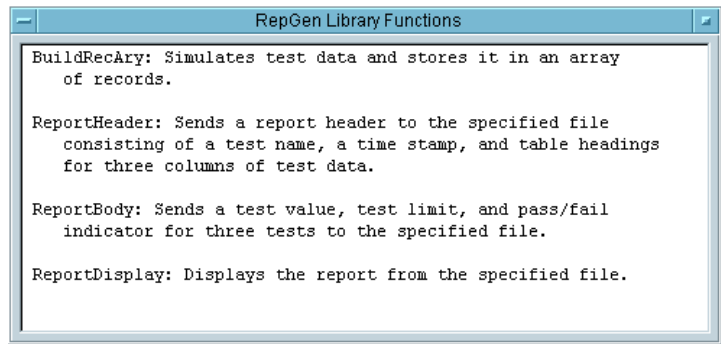 RepGen Library Functions
BuildRecAry: Simulates test data and stores it in an array
of records.
ReportHeader: Sends a report header to the specified file
consisting of a test name, a time stamp, and table headings
for three columns of test data.
ReportBody: Sends a test value, test limit, and pass/fail
indicator for three tests to the specified file.
ReportDisplay: Displays the report from the specified file.